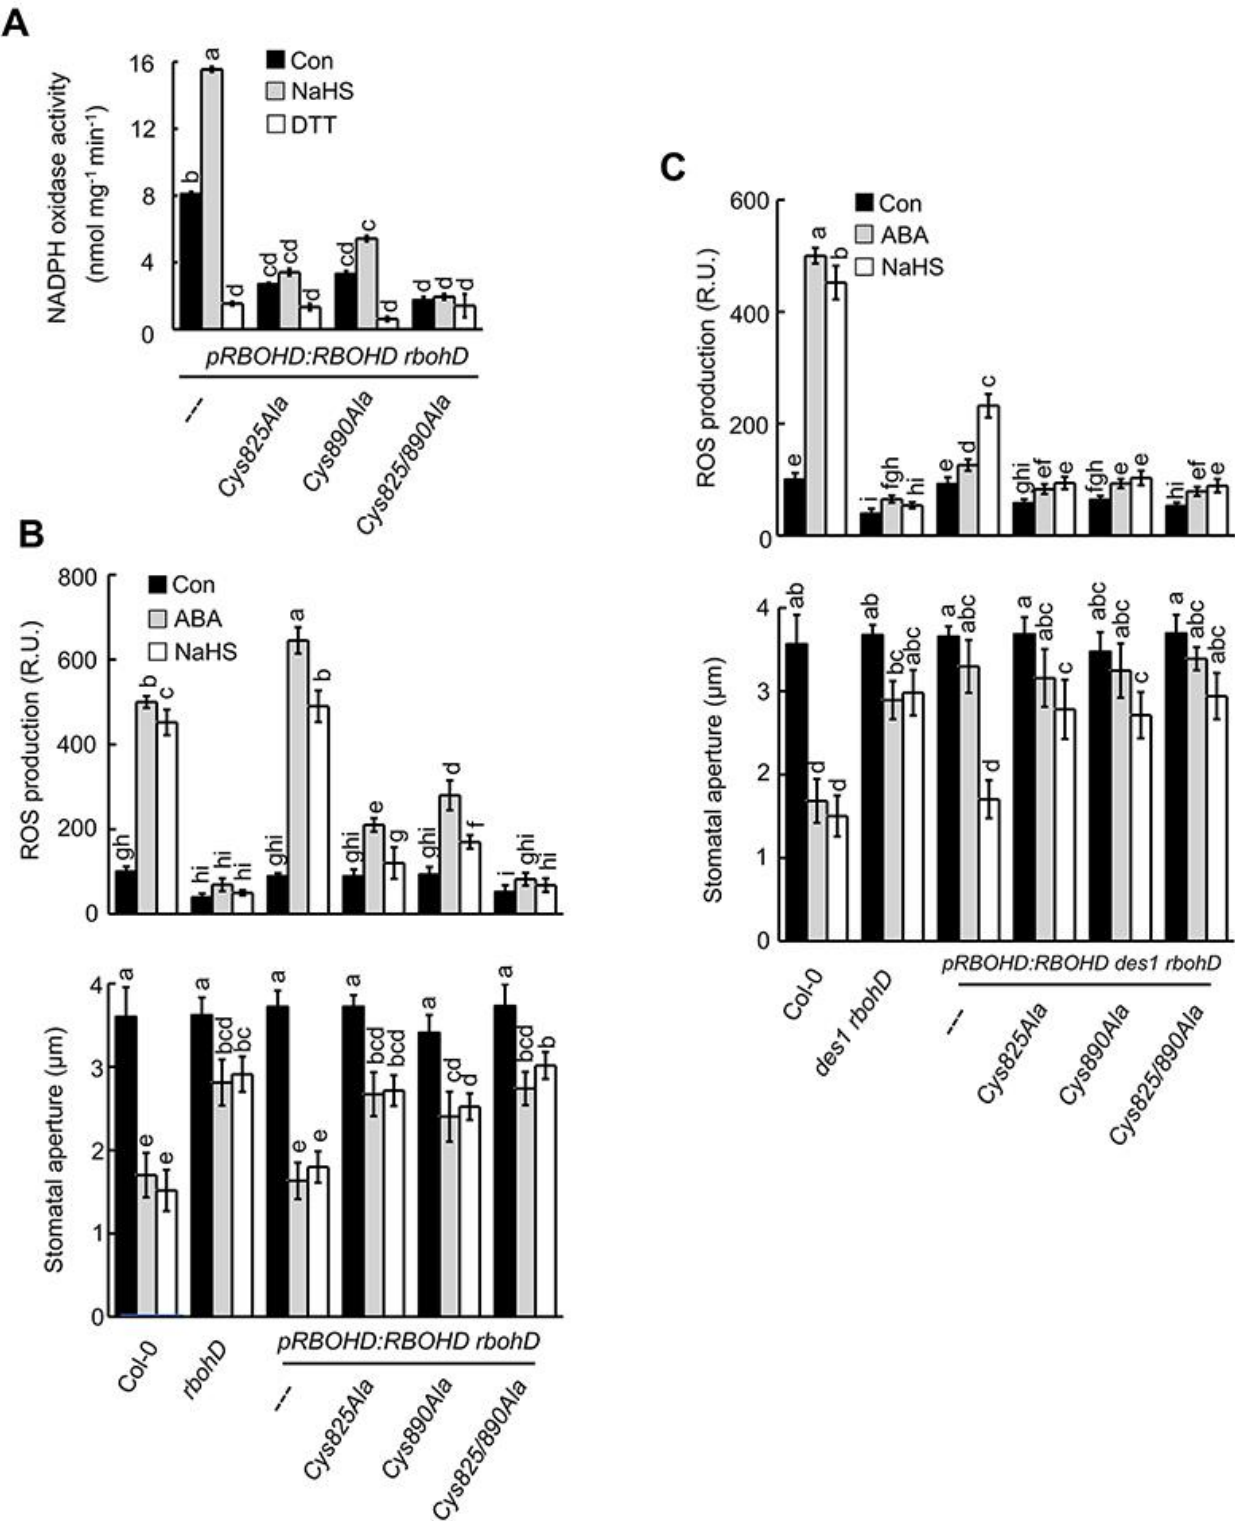 A
NADPH oxidase activity
(nmol mg⁻¹ min⁻¹)
16
12
8
4
0
Con
NaHS
DTT
b a d
cd cd d
cd c d
d d d
pRBOHD:RBOHD rbohD
---
Cys825Ala
Cys890Ala
Cys825/890Ala
B
ROS production (R.U.)
800
600
400
200
0
Con
ABA
NaHS
gh b c
hi hi hi
ghi a b
ghi e g
ghi d f
i ghi hi
Stomatal aperture (µm)
4
3
2
1
0
a e e
a bcd bc
a e e
a bcd bcd
a cd d
a bcd b
Col-0
rbohD
pRBOHD:RBOHD rbohD
---
Cys825Ala
Cys890Ala
Cys825/890Ala
C
ROS production (R.U.)
600
400
200
0
Con
ABA
NaHS
e a b
i fgh hi
e d c
ghi ef e
fgh e e
hi ef e
Stomatal aperture (µm)
4
3
2
1
0
ab d d
ab bc abc
a abc d
a abc c
abc abc c
a abc abc
Col-0
des1 rbohD
pRBOHD:RBOHD des1 rbohD
---
Cys825Ala
Cys890Ala
Cys825/890Ala